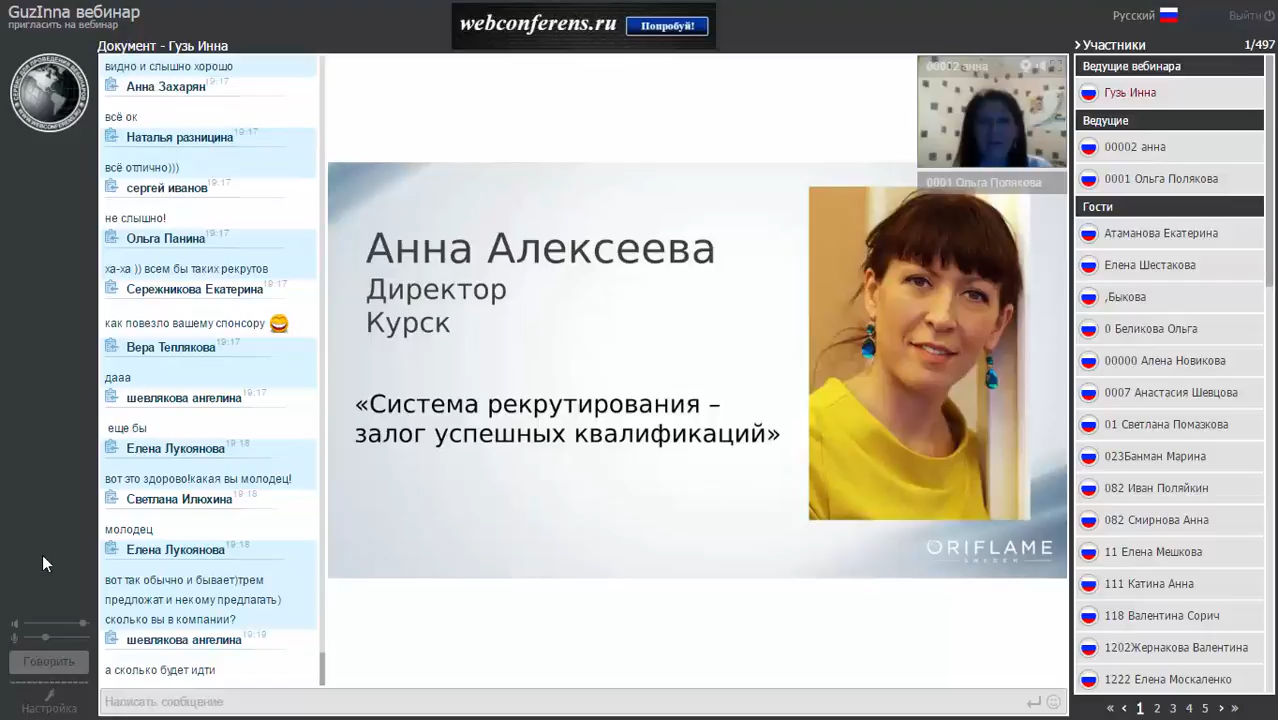 GuzInna вебинар
пригласить на вебинар
webconferens.ru Попробуй!
Русский
Выйти
Документ - Гузь Инна
видно и слышно хорошо
Анна Захарян 19:17
всё ок
Наталья разницина 19:17
всё отлично)))
сергей иванов 19:17
не слышно!
Ольга Панина 19:17
ха-ха )) всем бы таких рекрутов
Сережникова Екатерина 19:17
как повезло вашему спонсору
Вера Теплякова 19:17
дааа
шевлякова ангелина 19:17
еще бы
Елена Лукоянова 19:18
вот это здорово!какая вы молодец!
Светлана Илюхина 19:18
молодец
Елена Лукоянова 19:18
вот так обычно и бывает)трем
предложат и некому предлагать)
сколько вы в компании?
шевлякова ангелина 19:19
а сколько будет идти
Написать сообщение
Говорить
Настройка
00002 анна
0001 Ольга Полякова
Анна Алексеева
Директор
Курск
«Система рекрутирования –
залог успешных квалификаций»
ORIFLAME
SWEDEN
Участники 1/497
Ведущие вебинара
Гузь Инна
Ведущие
00002 анна
0001 Ольга Полякова
Гости
Атаманова Екатерина
Елена Шестакова
,Быкова
0 Беликова Ольга
00000 Алена Новикова
0007 Анастасия Шевцова
01 Светлана Помазкова
023Банман Марина
082 Иван Поляйкин
082 Смирнова Анна
11 Елена Мешкова
111 Катина Анна
118 Валентина Сорич
1202Жернакова Валентина
1222 Елена Москаленко
« ‹ 1 2 3 4 5 › »